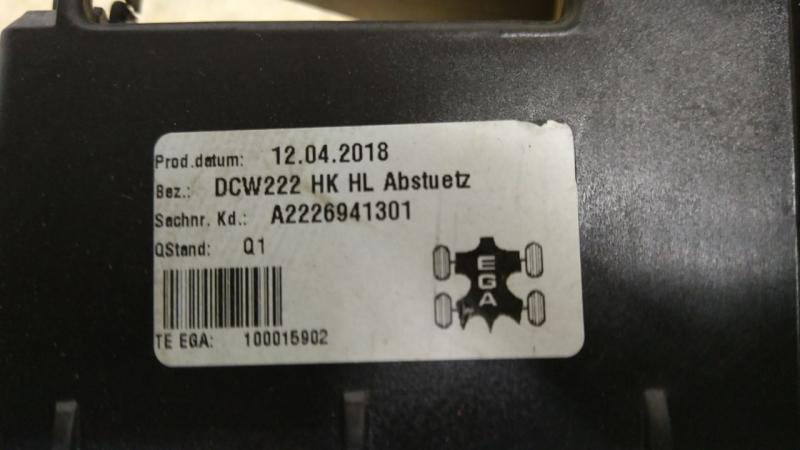 Prod.datum: 12.04.2018
Bez.: DCW222 HK HL Abstuetz
Sachnr. Kd.: A2226941301
QStand: Q1
EGA
TE EGA: 100015902